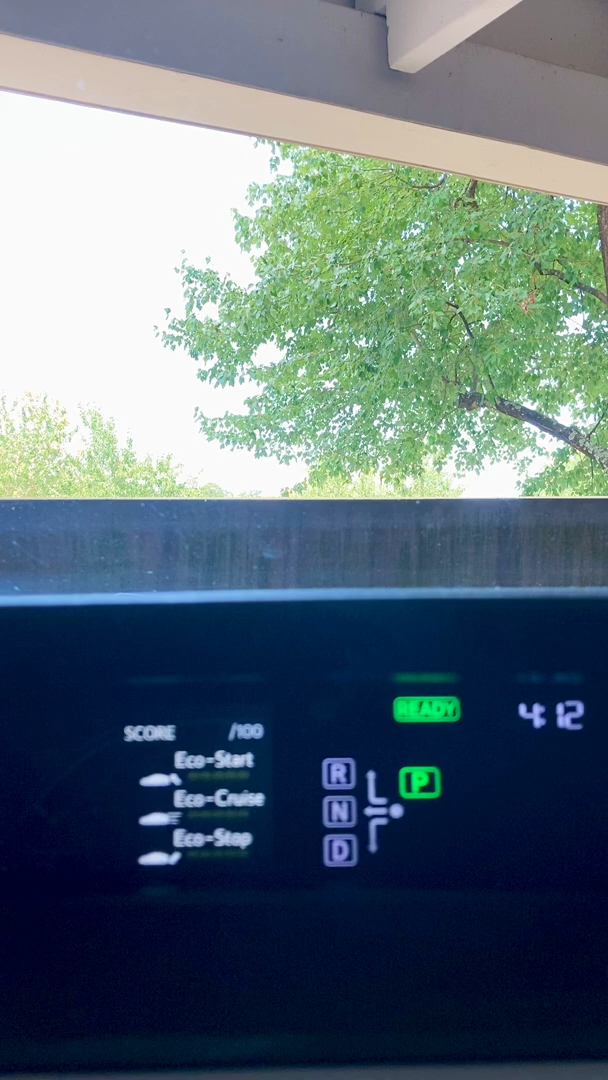 READY
4:12
SCORE /100
Eco-Start
R
P
Eco-Cruise
N
Eco-Stop
D